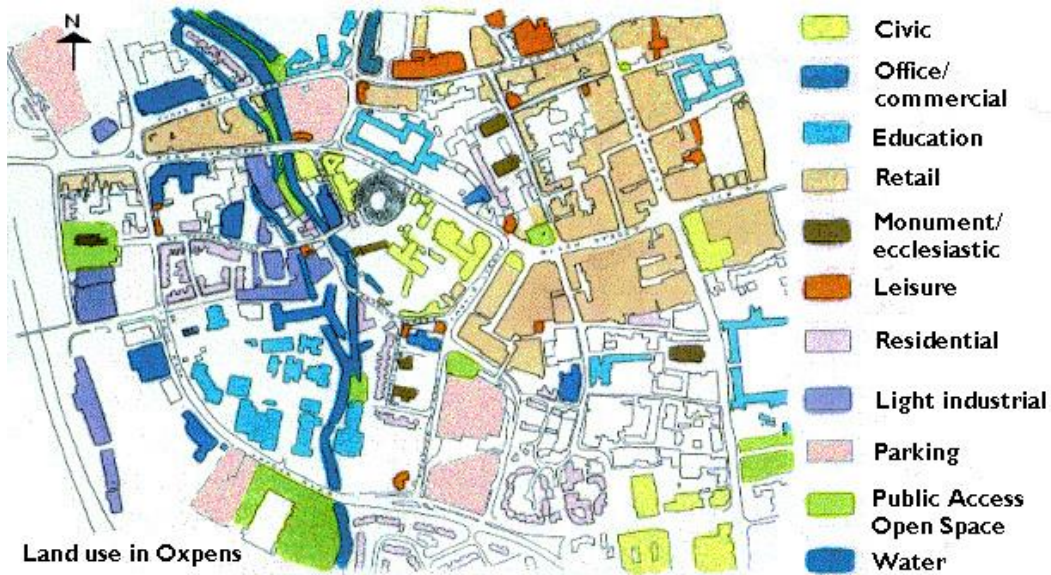 N
Civic
Office/
commercial
Education
Retail
Monument/
ecclesiastic
Leisure
Residential
Light industrial
Parking
Public Access
Open Space
Water
Land use in Oxpens